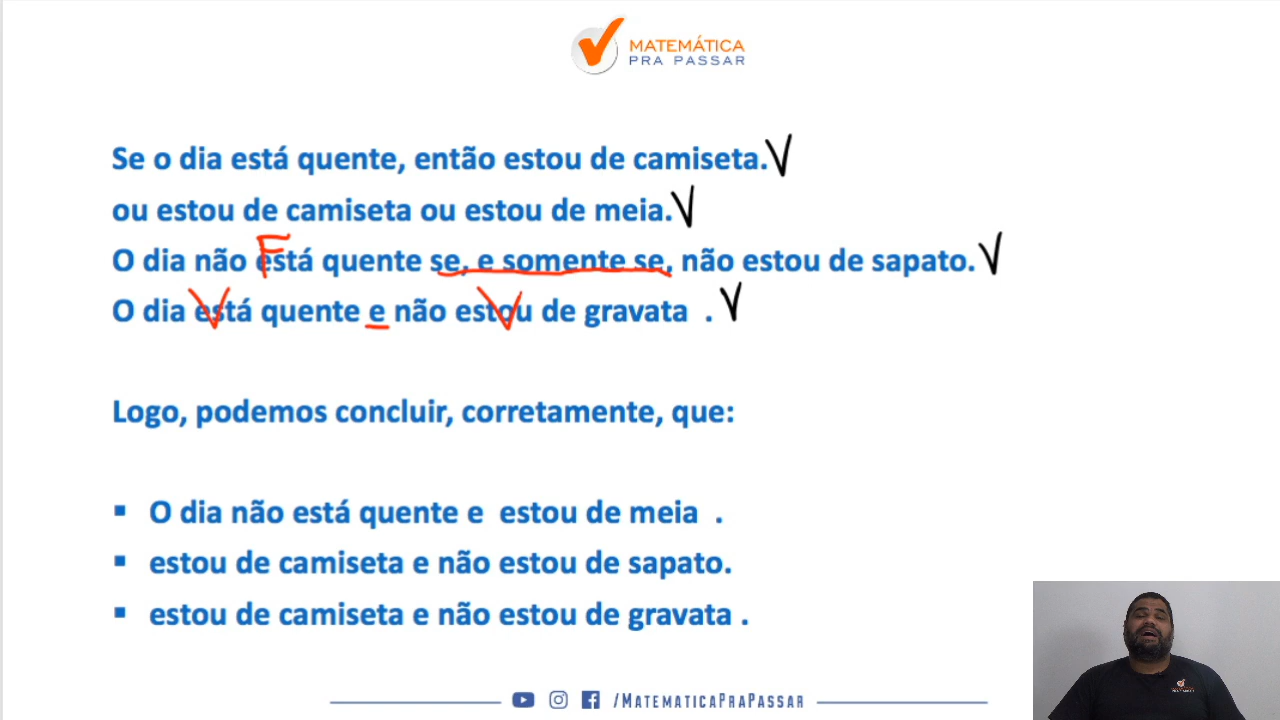 MATEMÁTICA
PRA PASSAR
Se o dia está quente, então estou de camiseta. V
ou estou de camiseta ou estou de meia. V
F
O dia não está quente se, e somente se, não estou de sapato. V
V V
O dia está quente e não estou de gravata . V
Logo, podemos concluir, corretamente, que:
▪ O dia não está quente e estou de meia .
▪ estou de camiseta e não estou de sapato.
▪ estou de camiseta e não estou de gravata .
/MATEMATICAPRAPASSAR